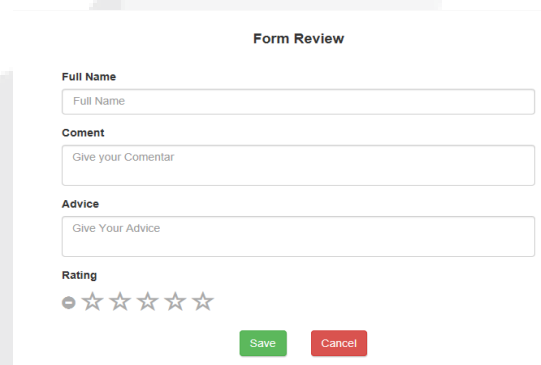 Form Review
Full Name
Full Name
Coment
Give your Comentar
Advice
Give Your Advice
Rating
Save Cancel